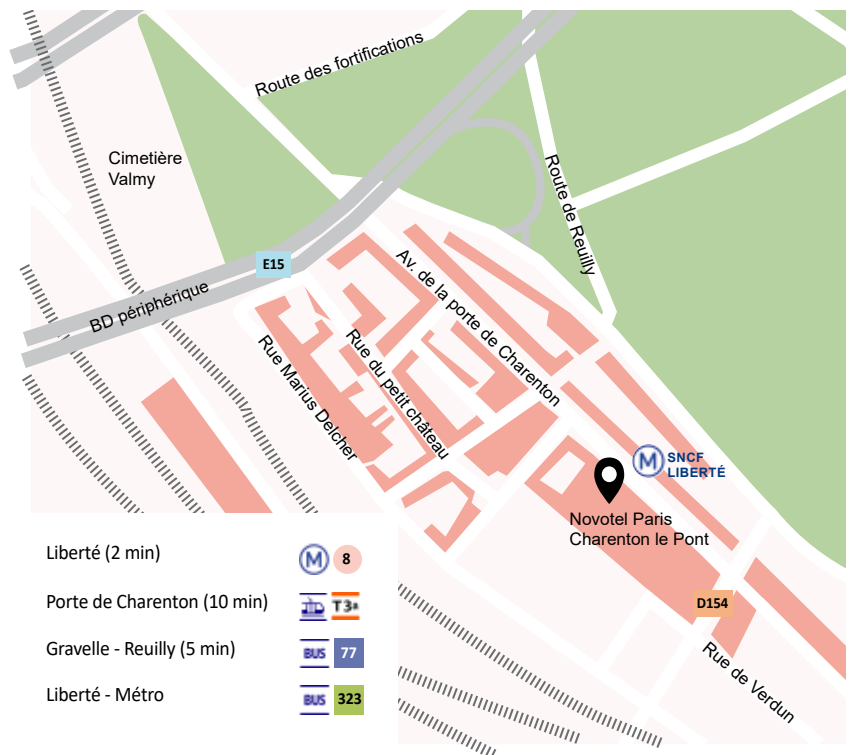 Route des fortifications
Cimetière
Valmy
Route de Reuilly
E15
BD périphérique
Av. de la porte de Charenton
Rue du petit château
Rue Marius Delcher
M
SNCF
LIBERTÉ
Novotel Paris
Charenton le Pont
D154
Rue de Verdun
Liberté (2 min) M 8
Porte de Charenton (10 min) T3a
Gravelle - Reuilly (5 min) BUS 77
Liberté - Métro BUS 323